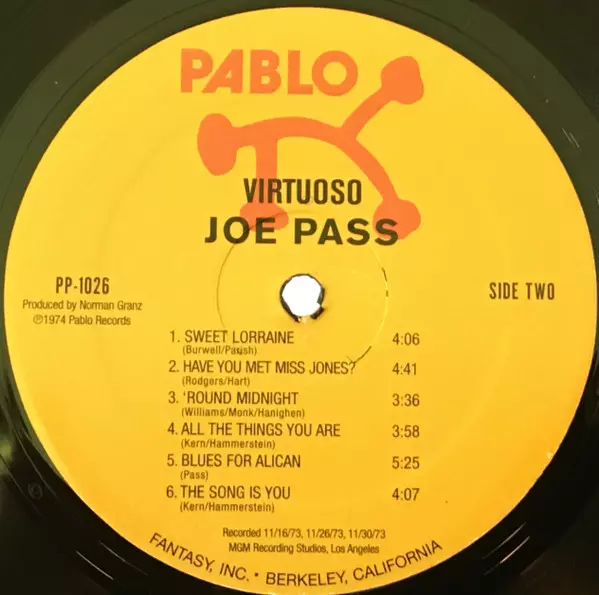 PABLO
VIRTUOSO
JOE PASS
PP-1026
Produced by Norman Granz
℗1974 Pablo Records
SIDE TWO
1. SWEET LORRAINE 4:06
(Burwell/Parish)
2. HAVE YOU MET MISS JONES? 4:41
(Rodgers/Hart)
3. 'ROUND MIDNIGHT 3:36
(Williams/Monk/Hanighen)
4. ALL THE THINGS YOU ARE 3:58
(Kern/Hammerstein)
5. BLUES FOR ALICAN 5:25
(Pass)
6. THE SONG IS YOU 4:07
(Kern/Hammerstein)
Recorded 11/16/73, 11/26/73, 11/30/73
MGM Recording Studios, Los Angeles
FANTASY, INC. • BERKELEY, CALIFORNIA